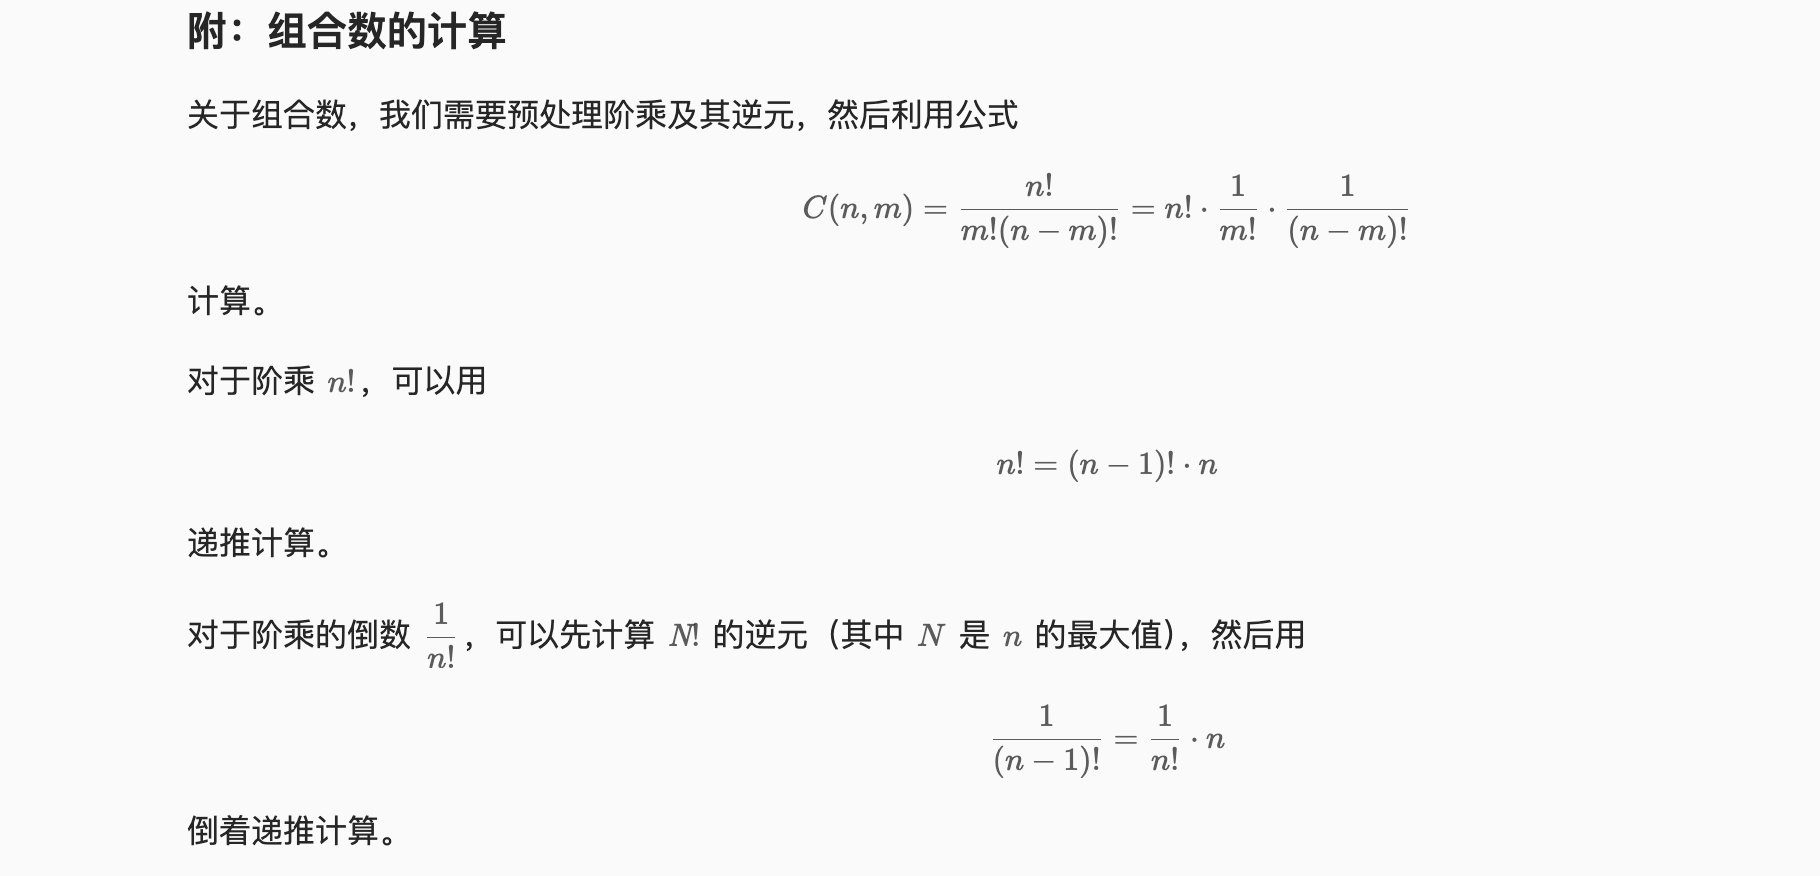 附：组合数的计算
关于组合数，我们需要预处理阶乘及其逆元，然后利用公式
$C(n, m) = \frac{n!}{m!(n-m)!} = n! \cdot \frac{1}{m!} \cdot \frac{1}{(n-m)!}$
计算。
对于阶乘 $n!$，可以用
$n! = (n-1)! \cdot n$
递推计算。
对于阶乘的倒数 $\frac{1}{n!}$，可以先计算 $N!$ 的逆元（其中 $N$ 是 $n$ 的最大值），然后用
$\frac{1}{(n-1)!} = \frac{1}{n!} \cdot n$
倒着递推计算。